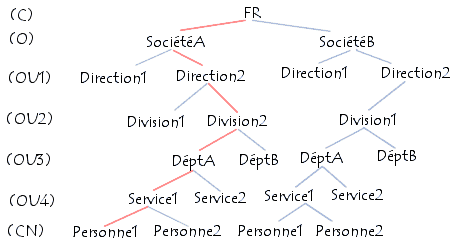 (C) FR
(O) SociétéA SociétéB
(OU1) Direction1 Direction2 Direction1 Direction2
(OU2) Division1 Division2 Division1
(OU3) DéptA DéptB DéptA DéptB
(OU4) Service1 Service2 Service1 Service2
(CN) Personne1 Personne2 Personne1 Personne2